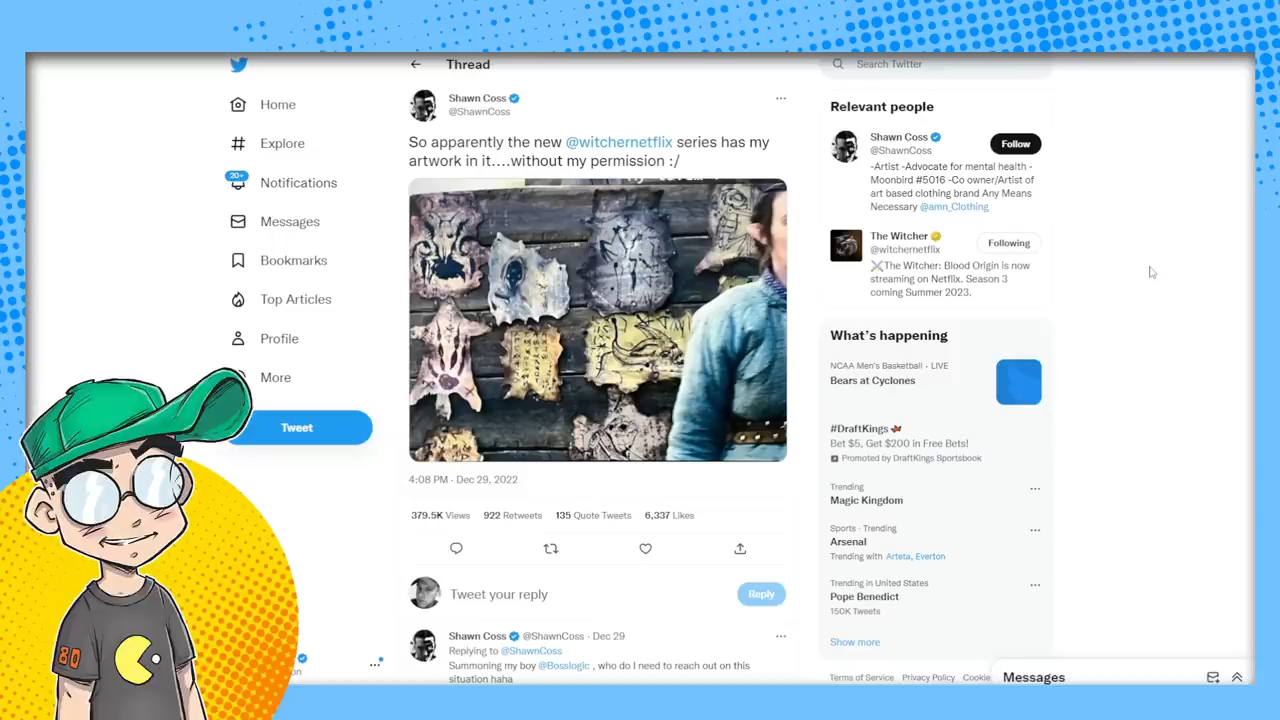 Thread
Search Twitter
Home
Explore
20+
Notifications
Messages
Bookmarks
Top Articles
Profile
More
Tweet
Shawn Coss
@ShawnCoss
So apparently the new @witchernetflix series has my
artwork in it....without my permission :/
4:08 PM · Dec 29, 2022
379.5K Views 922 Retweets 135 Quote Tweets 6,337 Likes
Tweet your reply
Reply
Shawn Coss @ShawnCoss · Dec 29
Replying to @ShawnCoss
Summoning my boy @Bosslogic , who do I need to reach out on this
situation haha
Relevant people
Shawn Coss
@ShawnCoss
Follow
-Artist -Advocate for mental health -
Moonbird #5016 -Co owner/Artist of
art based clothing brand Any Means
Necessary @amn_Clothing
The Witcher
@witchernetflix
Following
The Witcher: Blood Origin is now
streaming on Netflix. Season 3
coming Summer 2023.
What's happening
NCAA Men's Basketball · LIVE
Bears at Cyclones
#DraftKings
Bet $5, Get $200 in Free Bets!
Promoted by DraftKings Sportsbook
Trending
Magic Kingdom
Sports · Trending
Arsenal
Trending with Arteta, Everton
Trending in United States
Pope Benedict
150K Tweets
Show more
Terms of Service Privacy Policy Cookie
Messages
80